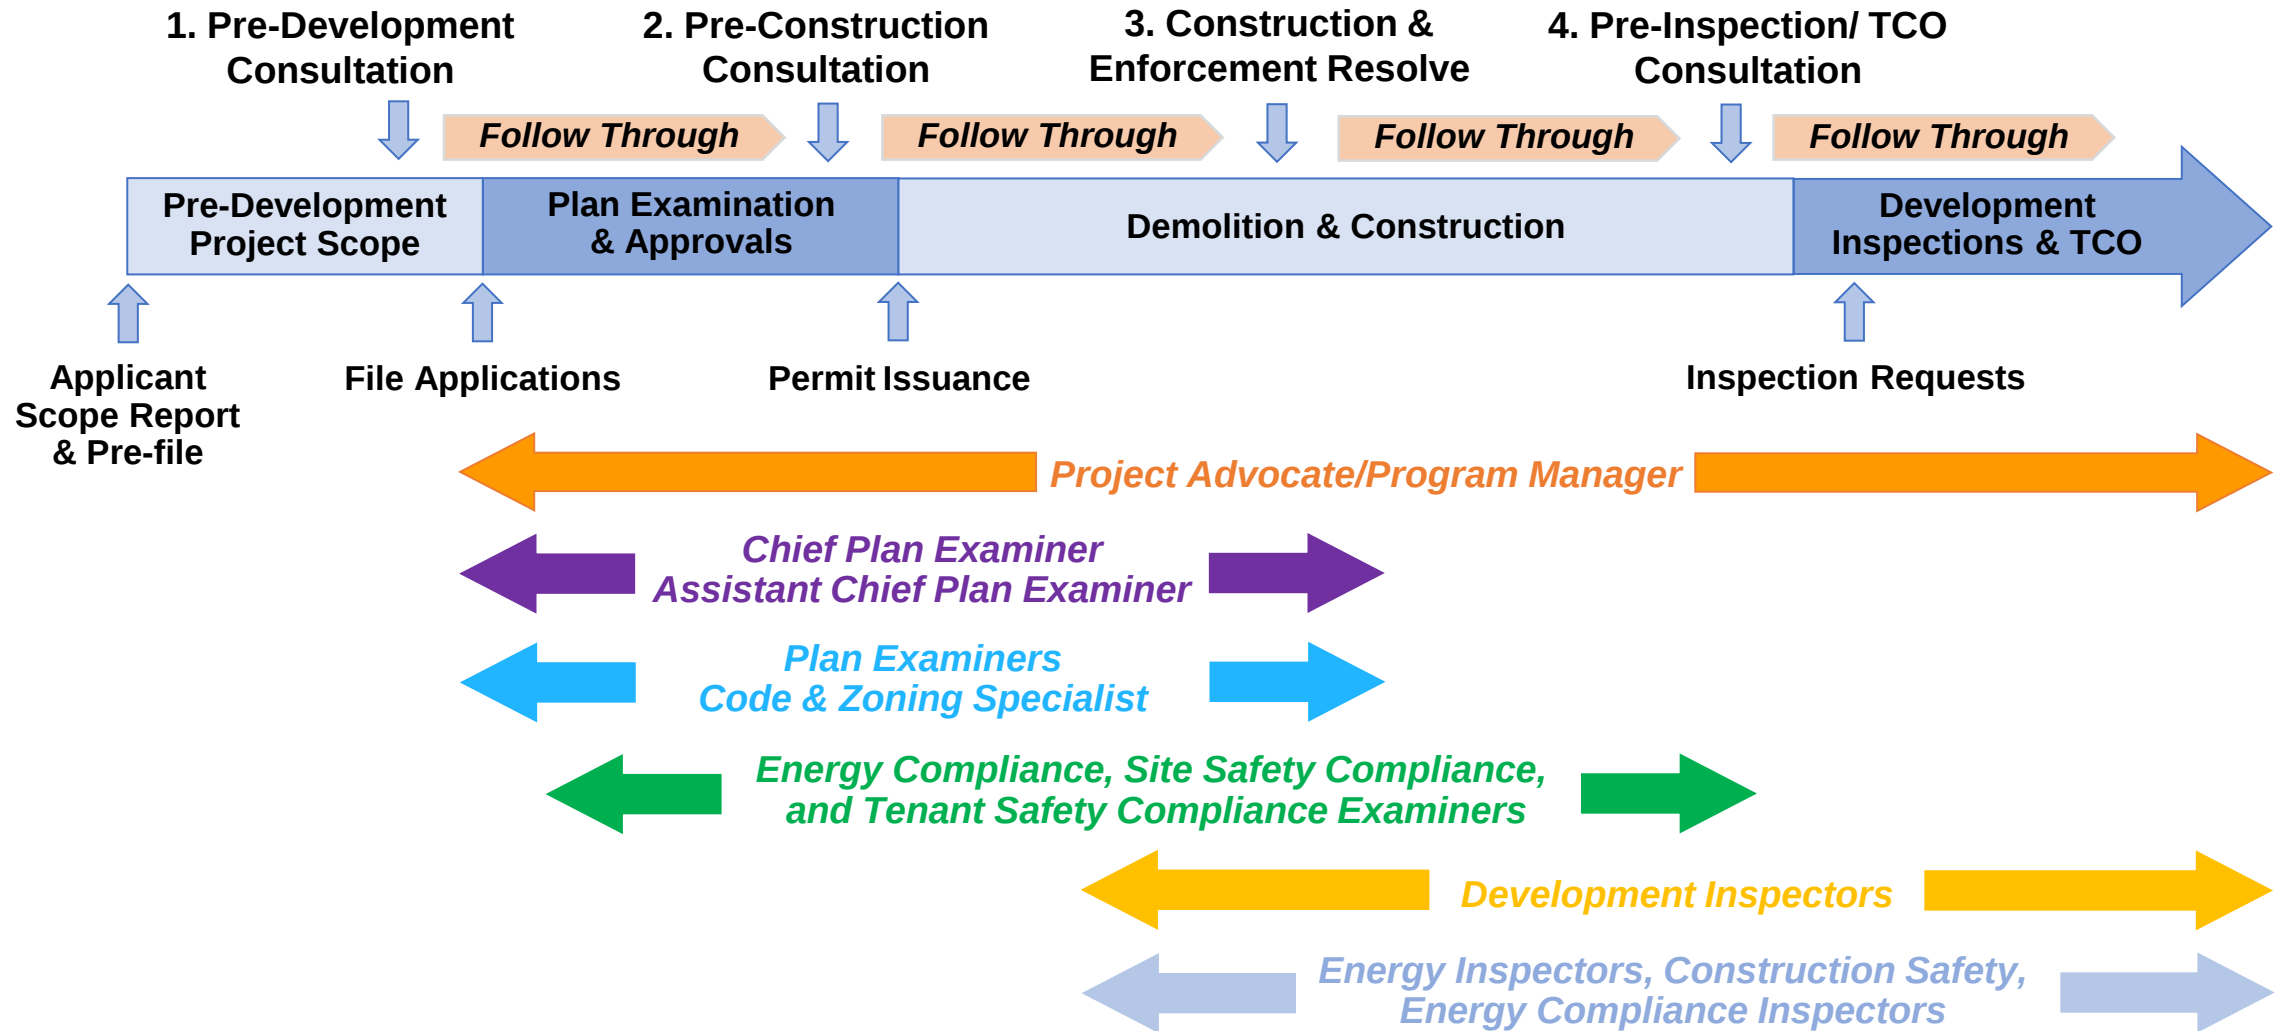 1. Pre-Development
Consultation
2. Pre-Construction
Consultation
3. Construction &
Enforcement Resolve
4. Pre-Inspection/ TCO
Consultation
Follow Through
Follow Through
Follow Through
Follow Through
Pre-Development
Project Scope
Plan Examination
& Approvals
Demolition & Construction
Development
Inspections & TCO
Applicant
Scope Report
& Pre-file
File Applications
Permit Issuance
Inspection Requests
Project Advocate/Program Manager
Chief Plan Examiner
Assistant Chief Plan Examiner
Plan Examiners
Code & Zoning Specialist
Energy Compliance, Site Safety Compliance,
and Tenant Safety Compliance Examiners
Development Inspectors
Energy Inspectors, Construction Safety,
Energy Compliance Inspectors